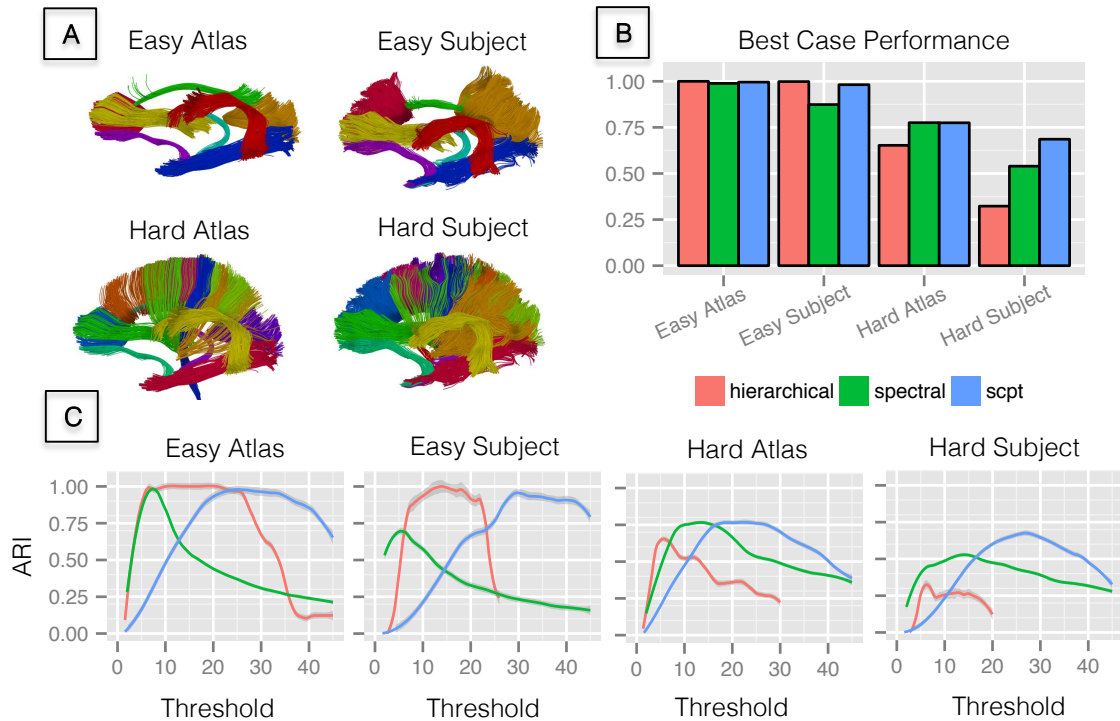 A
Easy Atlas
Easy Subject
Hard Atlas
Hard Subject
B
Best Case Performance
1.00
0.75
0.50
0.25
0.00
Easy Atlas
Easy Subject
Hard Atlas
Hard Subject
hierarchical
spectral
scpt
C
Easy Atlas
Easy Subject
Hard Atlas
Hard Subject
ARI
1.00
0.75
0.50
0.25
0.00
0 10 20 30 40
0 10 20 30 40
0 10 20 30 40
0 10 20 30 40
Threshold
Threshold
Threshold
Threshold